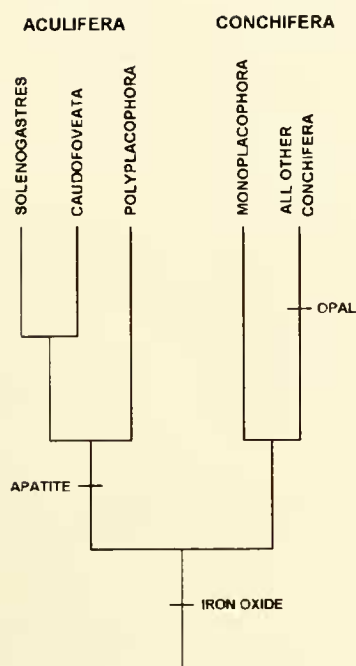 ACULIFERA
CONCHIFERA
SOLENOGASTRES
CAUDOFOVEATA
POLYPLACOPHORA
MONOPLACOPHORA
ALL OTHER
CONCHIFERA
OPAL
APATITE
IRON OXIDE